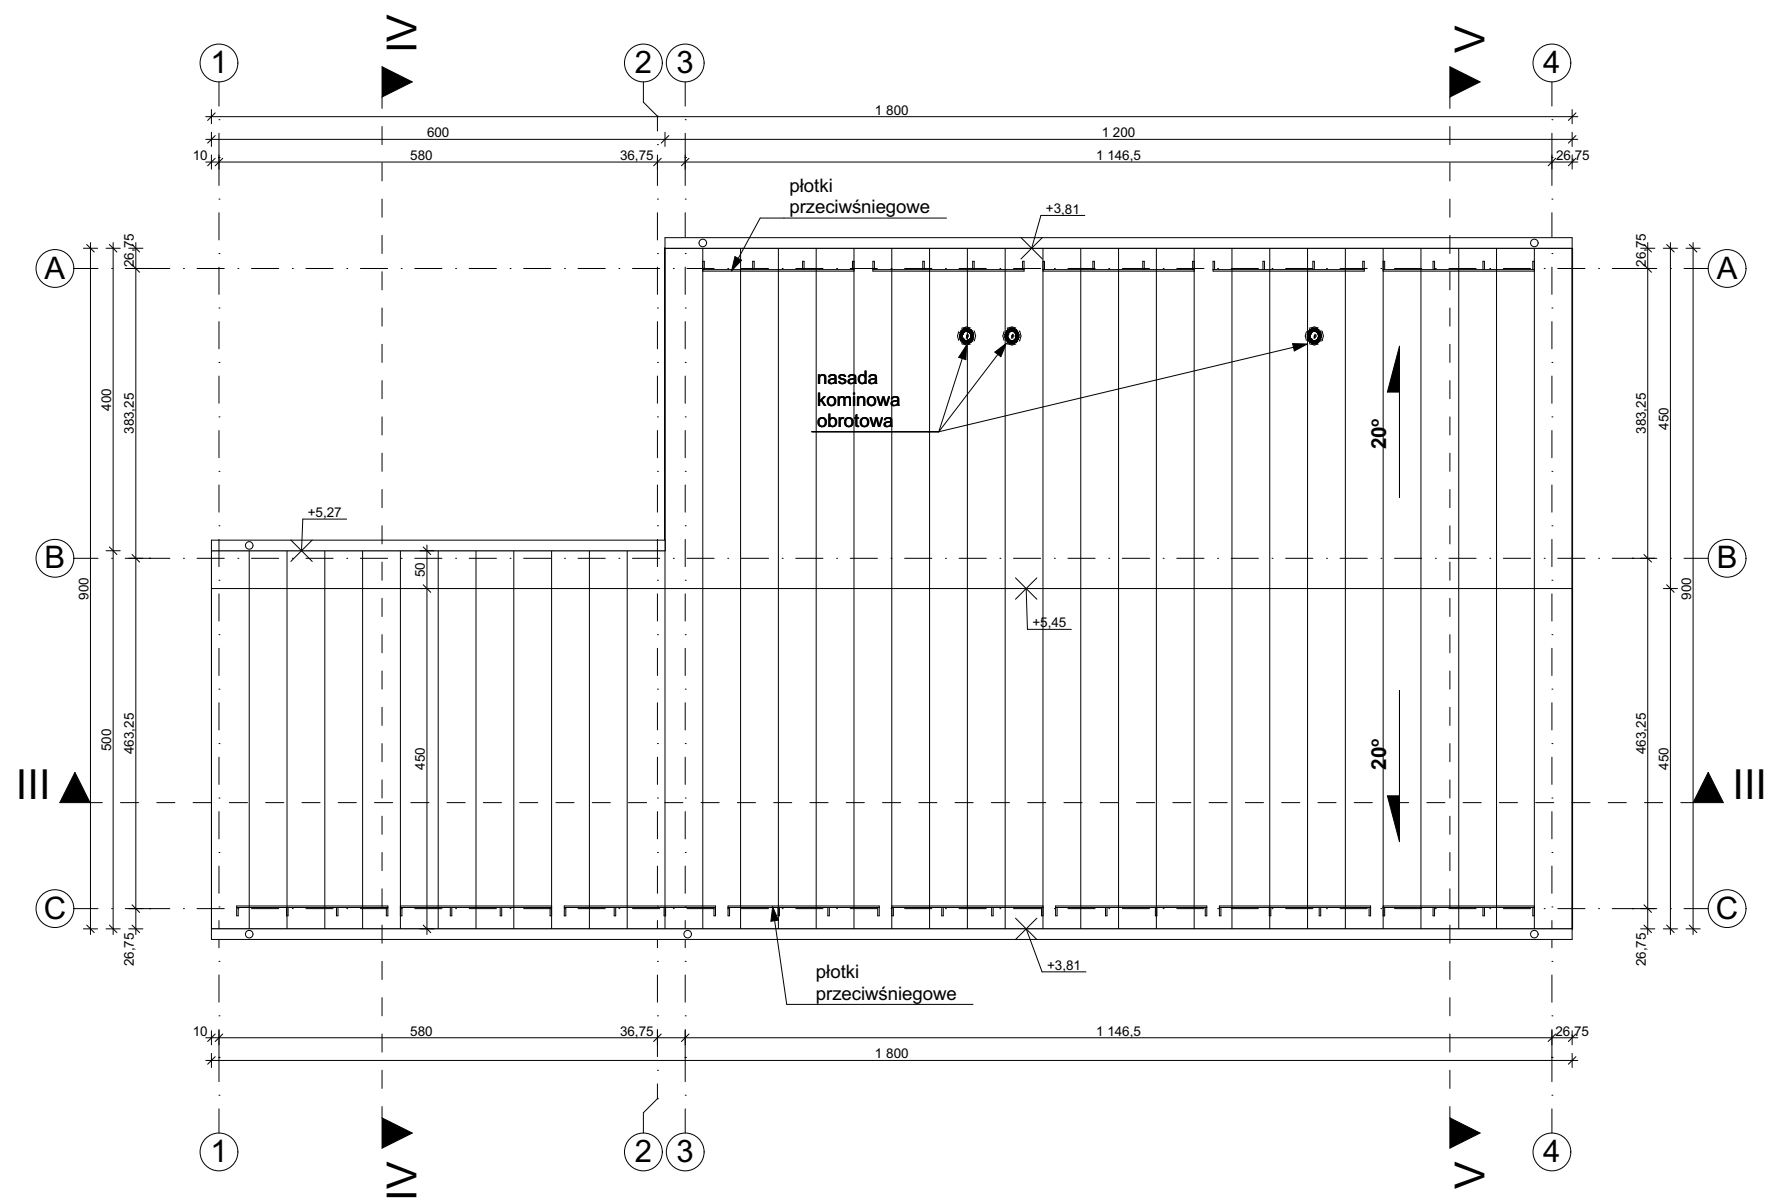 IV
V
1
2
3
4
1 800
600
1 200
10
580
36,75
1 146,5
26,75
płotki
przeciwśniegowe
+3,81
26,75
26,75
A
A
nasada
kominowa
obrotowa
400
383,25
20°
383,25
450
+5,27
B
B
50
900
900
+5,45
500
463,25
450
20°
463,25
450
III
III
C
C
26,75
26,75
płotki
przeciwśniegowe
+3,81
10
580
36,75
1 146,5
26,75
1 800
1
2
3
4
IV
V